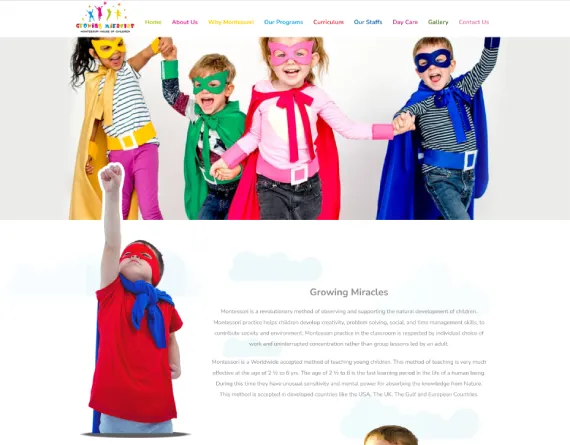 GROWING MIRACLES
MONTESSORI HOUSE OF CHILDREN
Home About Us Why Montessori Our Programs Curriculum Our Staffs Day Care Gallery Contact Us
Growing Miracles
Montessori is a revolutionary method of observing and supporting the natural development of children.
Montessori practice helps children develop creativity, problem solving, social, and time management skills, to
contribute society and environment. Montessori practice in the classroom is respected by individual choice of
work and uninterrupted concentration rather than group lessons led by an adult.
Montessori is a Worldwide accepted method of teaching young children. This method of teaching is very much
effective at the age of 2 ½ to 6 yrs. The age of 2 ½ to 6 is the fast learning period in the life of a human being.
During this time they have unusual sensitivity and mental power for absorbing the knowledge from Nature.
This method is accepted in developed countries like the USA, The UK, The Gulf and European Countries.